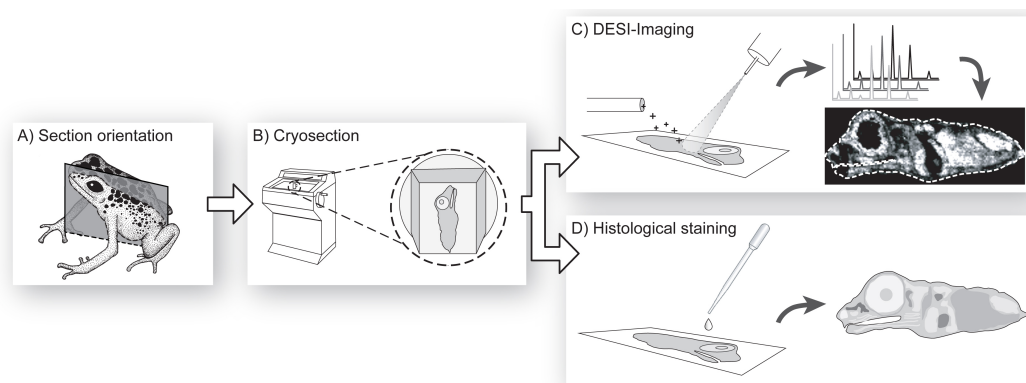 A) Section orientation
B) Cryosection
C) DESI-Imaging
D) Histological staining